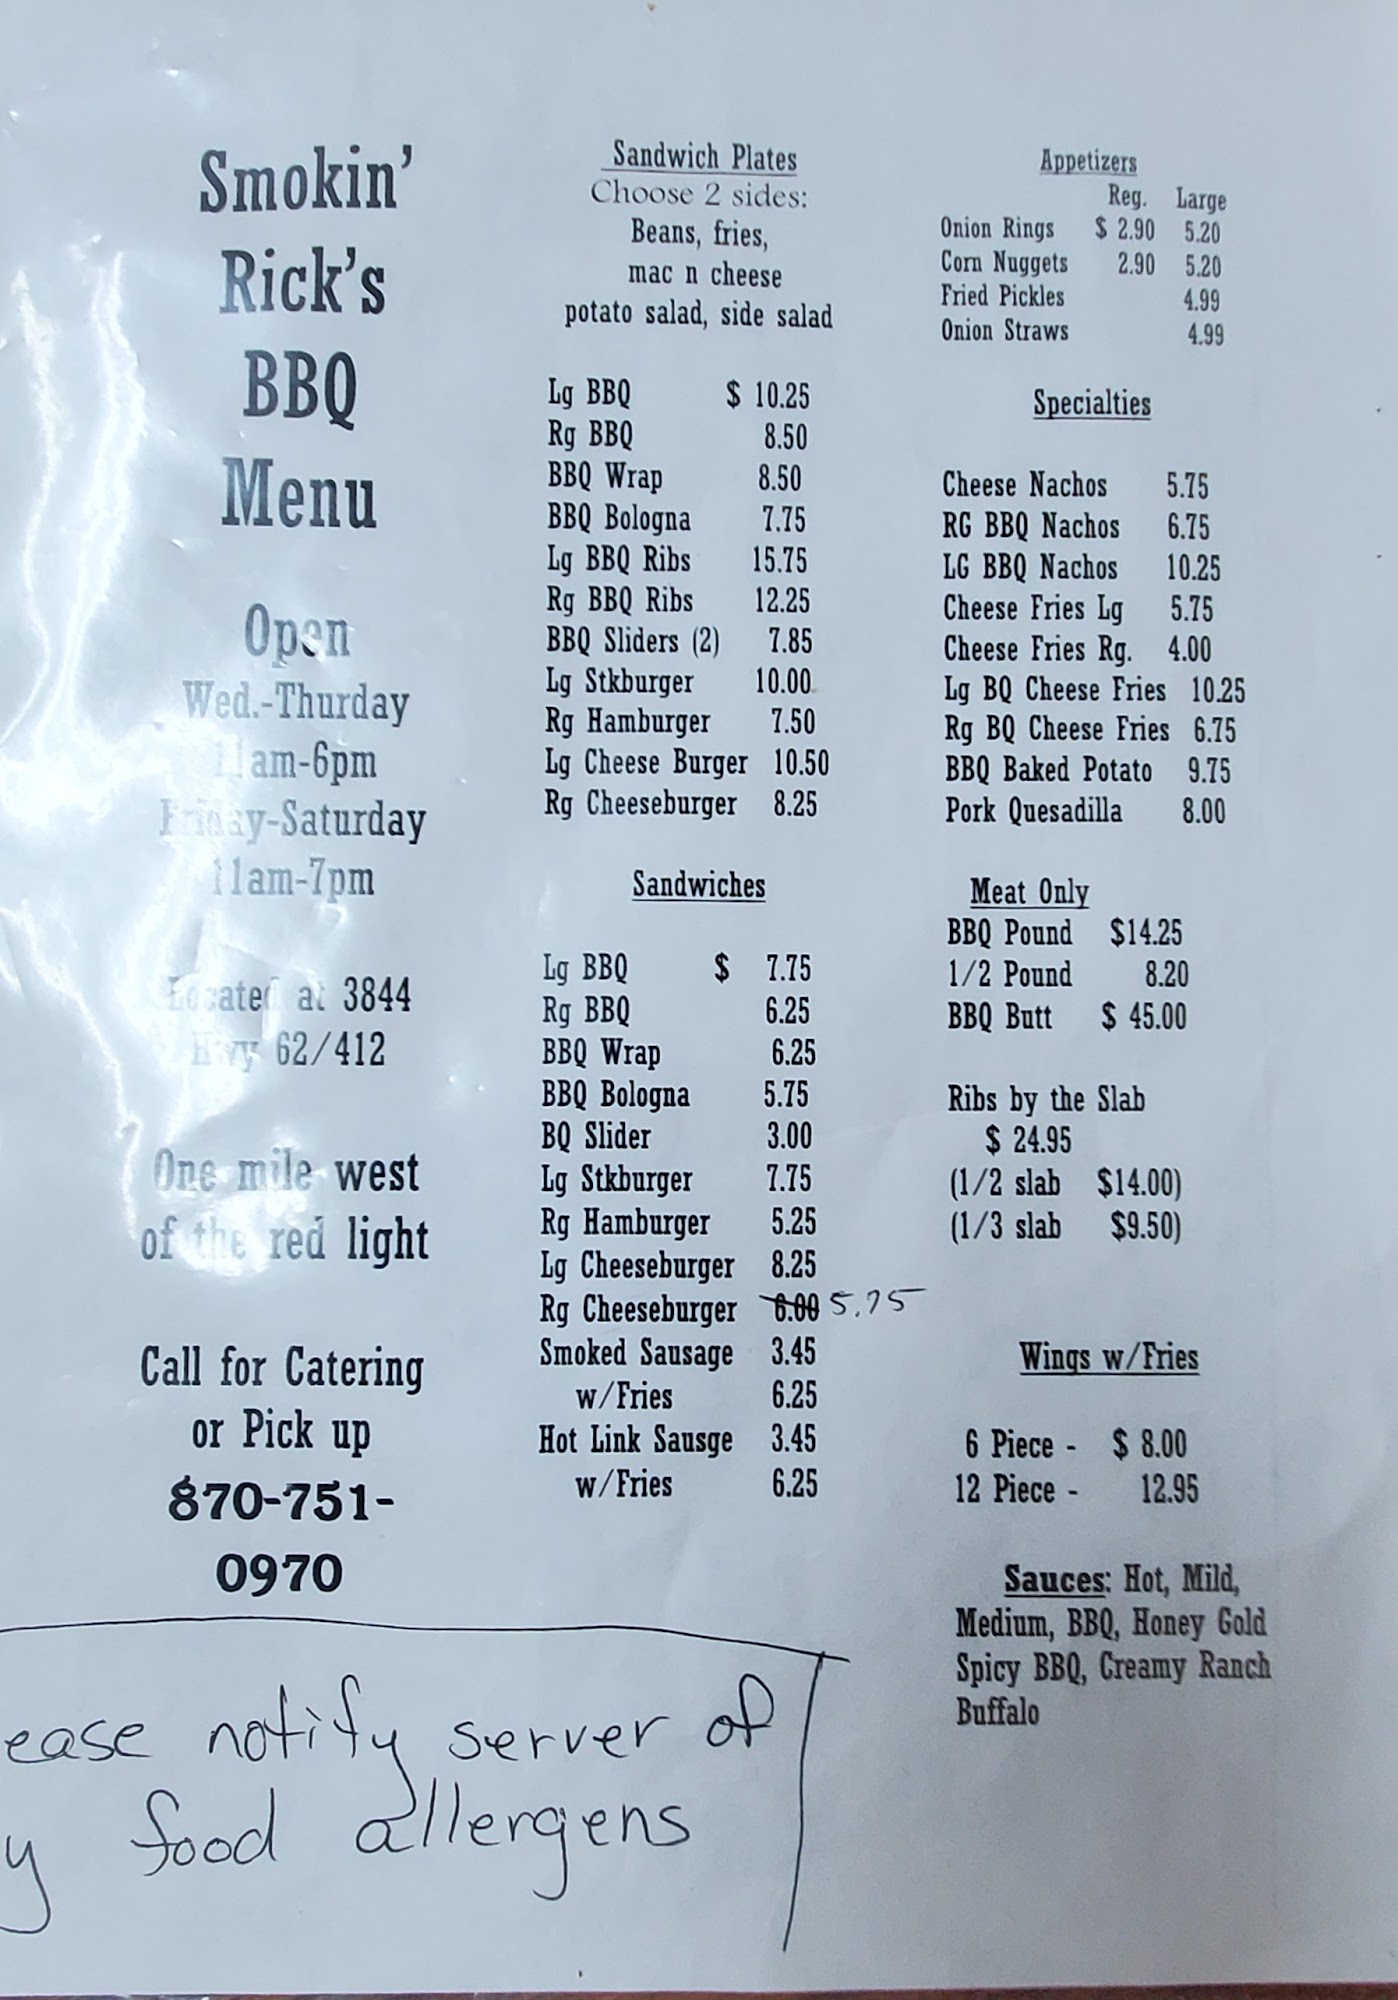 Smokin'
Rick's
BBQ
Menu
Open
Wed.-Thurday
11am-6pm
Friday-Saturday
11am-7pm
Located at 3844
Hwy 62/412
One mile west
of the red light
Call for Catering
or Pick up
870-751-
0970
Sandwich Plates
Choose 2 sides:
Beans, fries,
mac n cheese
potato salad, side salad
Lg BBQ $ 10.25
Rg BBQ 8.50
BBQ Wrap 8.50
BBQ Bologna 7.75
Lg BBQ Ribs 15.75
Rg BBQ Ribs 12.25
BBQ Sliders (2) 7.85
Lg Stkburger 10.00
Rg Hamburger 7.50
Lg Cheese Burger 10.50
Rg Cheeseburger 8.25
Sandwiches
Lg BBQ $ 7.75
Rg BBQ 6.25
BBQ Wrap 6.25
BBQ Bologna 5.75
BQ Slider 3.00
Lg Stkburger 7.75
Rg Hamburger 5.25
Lg Cheeseburger 8.25
Rg Cheeseburger 6.00 5.75
Smoked Sausage 3.45
w/Fries 6.25
Hot Link Sausge 3.45
w/Fries 6.25
Appetizers
Reg. Large
Onion Rings $ 2.90 5.20
Corn Nuggets 2.90 5.20
Fried Pickles 4.99
Onion Straws 4.99
Specialties
Cheese Nachos 5.75
RG BBQ Nachos 6.75
LG BBQ Nachos 10.25
Cheese Fries Lg 5.75
Cheese Fries Rg. 4.00
Lg BQ Cheese Fries 10.25
Rg BQ Cheese Fries 6.75
BBQ Baked Potato 9.75
Pork Quesadilla 8.00
Meat Only
BBQ Pound $14.25
1/2 Pound 8.20
BBQ Butt $ 45.00
Ribs by the Slab
$ 24.95
(1/2 slab $14.00)
(1/3 slab $9.50)
Wings w/Fries
6 Piece - $ 8.00
12 Piece - 12.95
Sauces: Hot, Mild,
Medium, BBQ, Honey Gold
Spicy BBQ, Creamy Ranch
Buffalo
ease notify server of
y food allergens